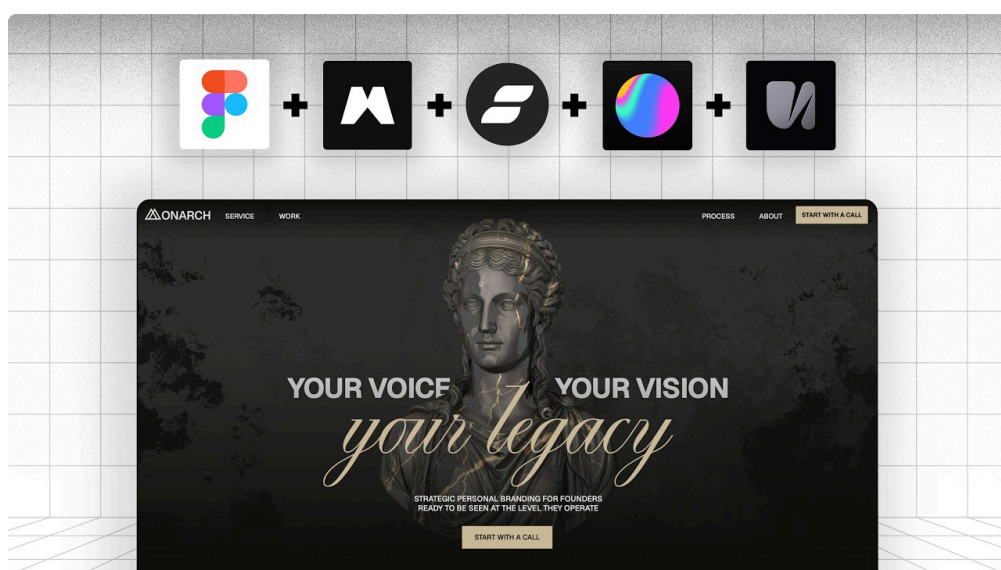 MONARCH
SERVICE
WORK
PROCESS
ABOUT
START WITH A CALL
YOUR VOICE YOUR VISION
your legacy
STRATEGIC PERSONAL BRANDING FOR FOUNDERS
READY TO BE SEEN AT THE LEVEL THEY OPERATE
START WITH A CALL